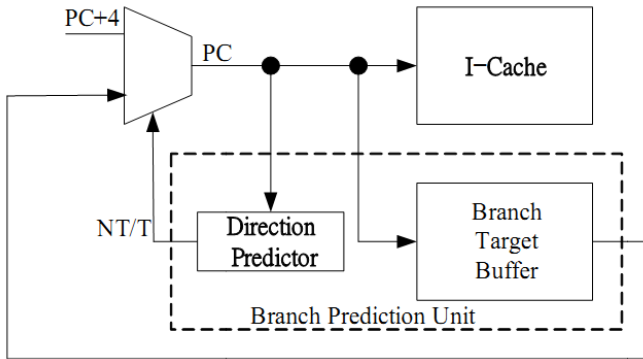 PC+4
PC
I-Cache
NT/T
Direction
Predictor
Branch
Target
Buffer
Branch Prediction Unit